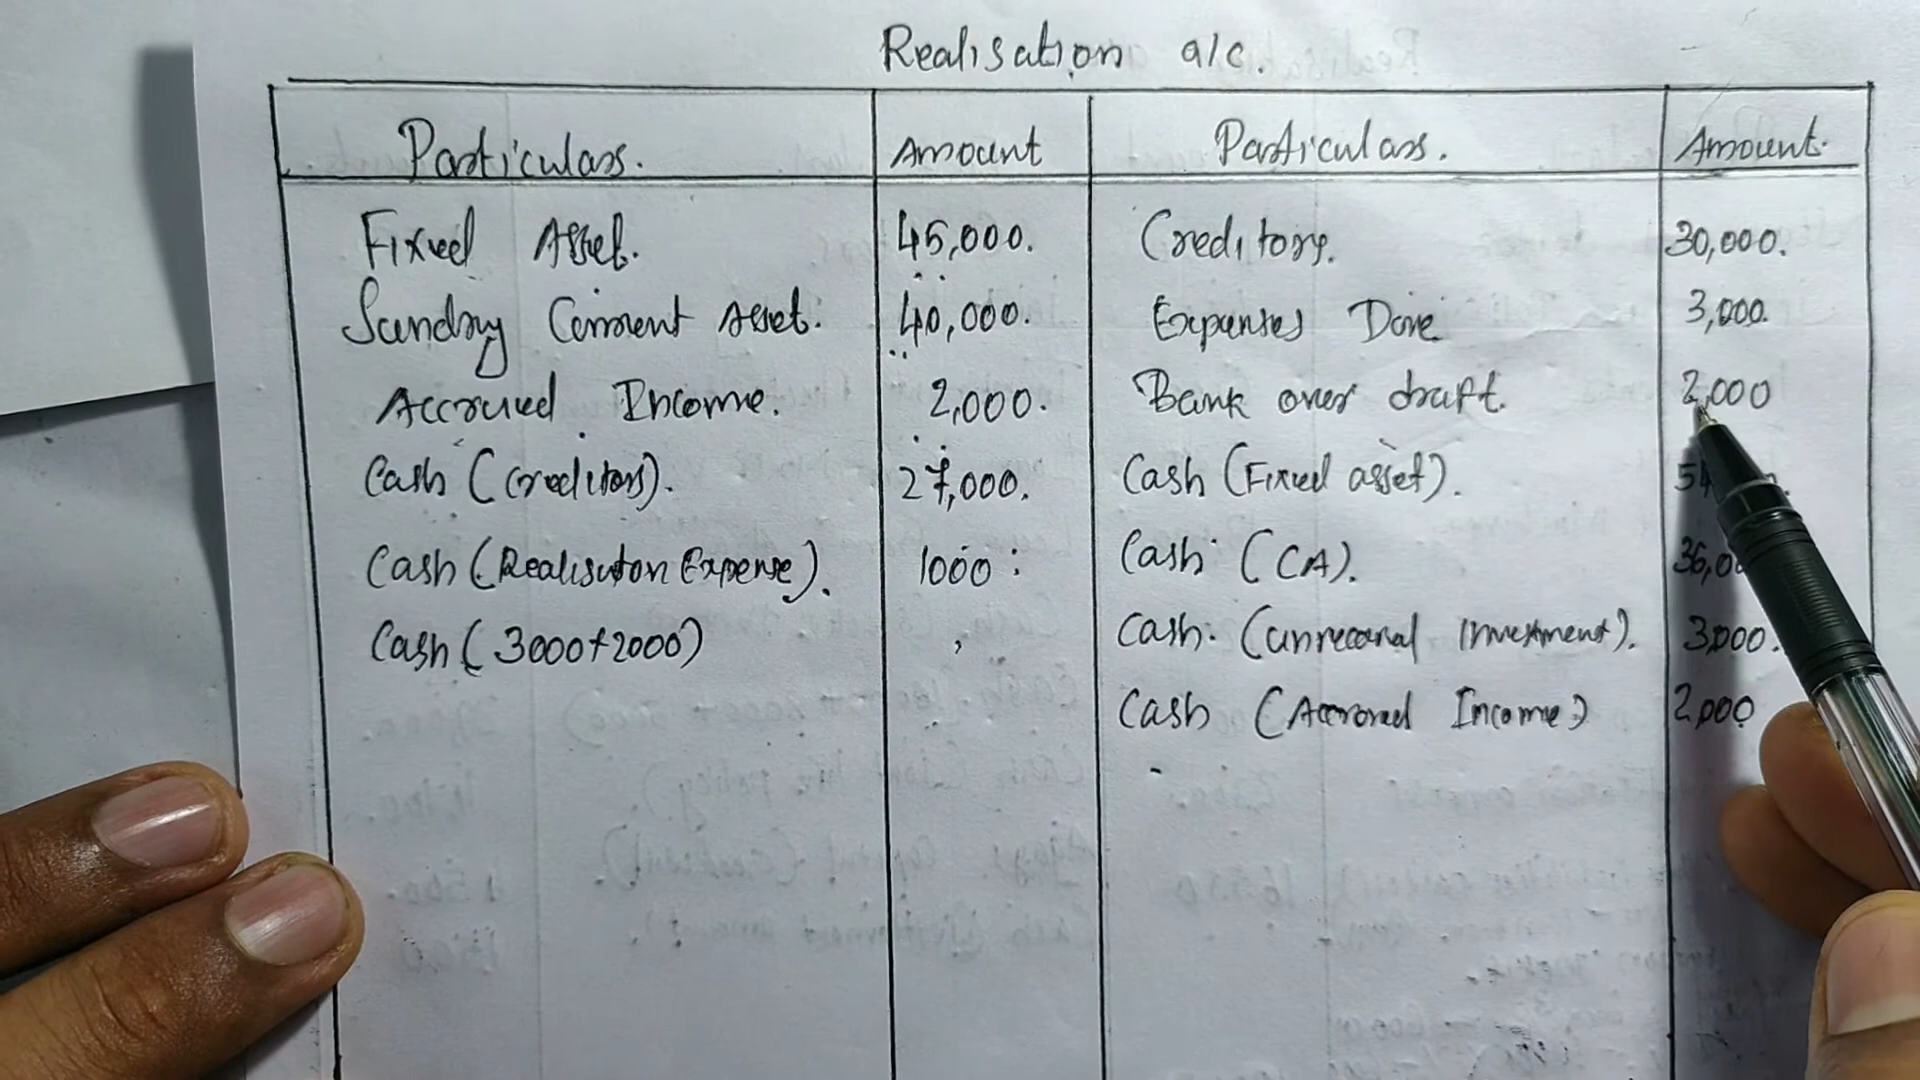 Realisation a/c.
Particulars. Amount Particulars. Amount.
Fixed Asset. 45,000. Creditors. 30,000.
Sundry Current Asset. 40,000. Expenses Due 3,000.
Accrued Income. 2,000. Bank over draft. 2,000
Cash (Creditors). 27,000. Cash (Fixed asset).
Cash (Realisation Expense). 1000 Cash (CA).
Cash (3000+2000) Cash. (Investment). 3,000.
Cash (Accrued Income) 2,000